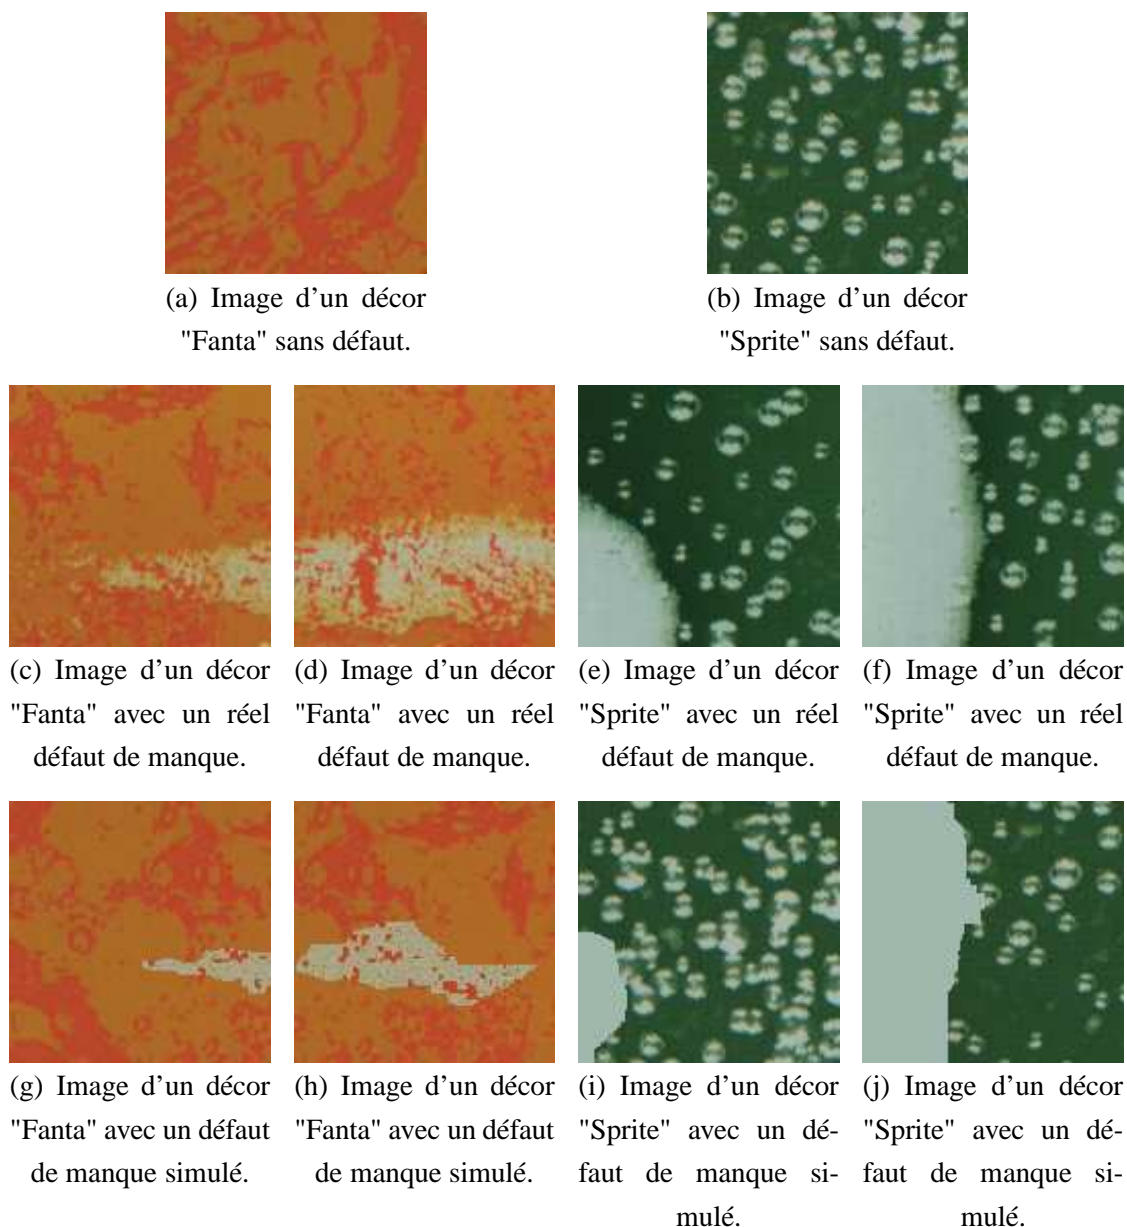 (a) Image d'un décor
"Fanta" sans défaut.
(b) Image d'un décor
"Sprite" sans défaut.
(c) Image d'un décor
"Fanta" avec un réel
défaut de manque.
(d) Image d'un décor
"Fanta" avec un réel
défaut de manque.
(e) Image d'un décor
"Sprite" avec un réel
défaut de manque.
(f) Image d'un décor
"Sprite" avec un réel
défaut de manque.
(g) Image d'un décor
"Fanta" avec un défaut
de manque simulé.
(h) Image d'un décor
"Fanta" avec un défaut
de manque simulé.
(i) Image d'un décor
"Sprite" avec un dé-
faut de manque si-
mulé.
(j) Image d'un décor
"Sprite" avec un dé-
faut de manque si-
mulé.